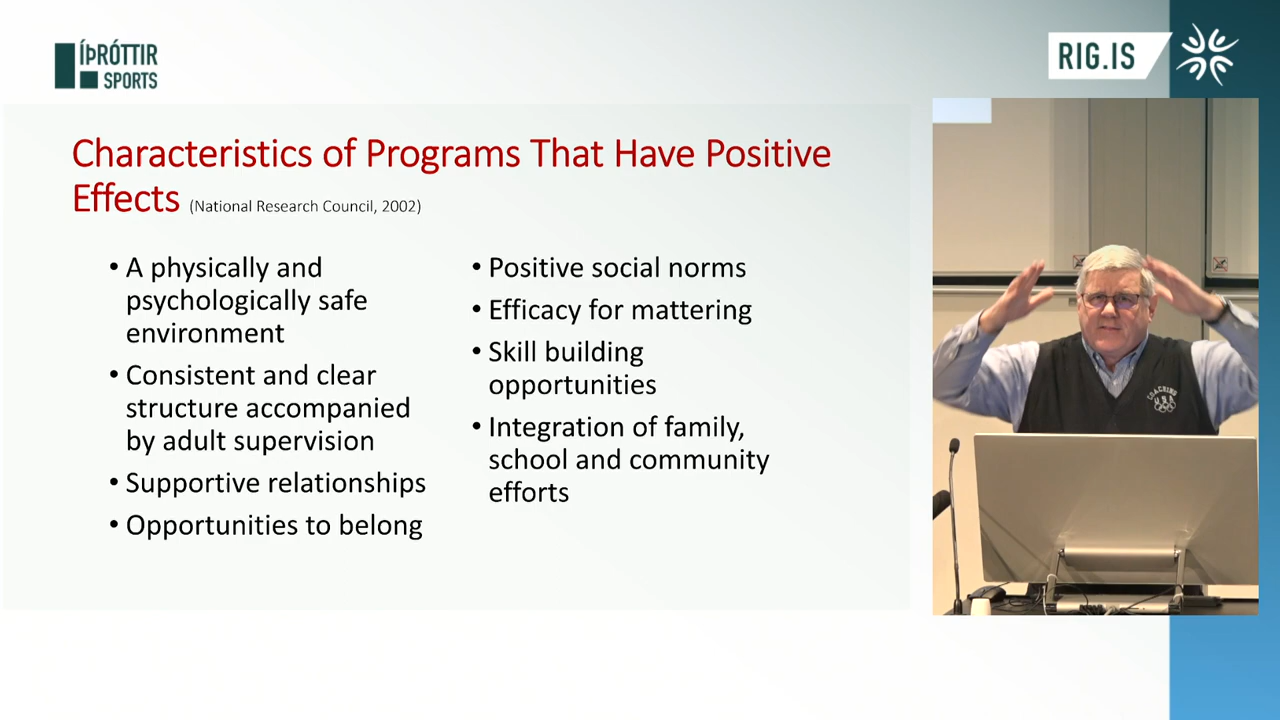 ÍÞRÓTTIR
SPORTS
RIG.IS
Characteristics of Programs That Have Positive
Effects (National Research Council, 2002)
• A physically and
psychologically safe
environment
• Consistent and clear
structure accompanied
by adult supervision
• Supportive relationships
• Opportunities to belong
• Positive social norms
• Efficacy for mattering
• Skill building
opportunities
• Integration of family,
school and community
efforts
COACHING
USA